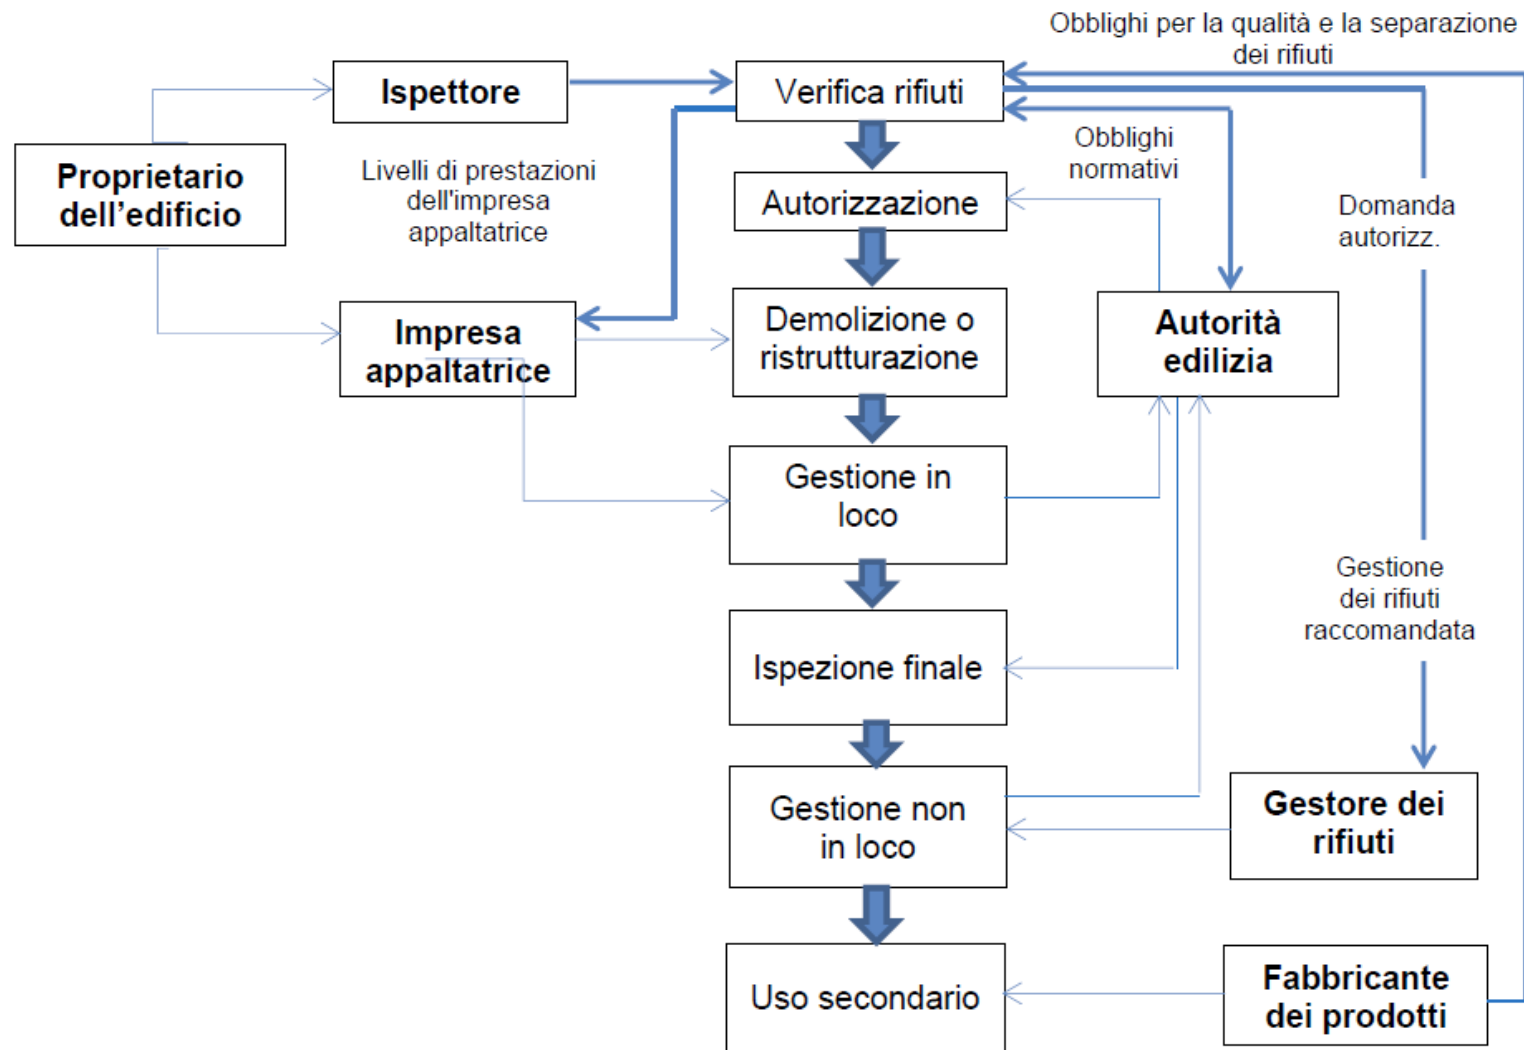 Obblighi per la qualità e la separazione
dei rifiuti
Ispettore
Verifica rifiuti
Proprietario
dell'edificio
Livelli di prestazioni
dell'impresa
appaltatrice
Obblighi
normativi
Autorizzazione
Domanda
autorizz.
Impresa
appaltatrice
Demolizione o
ristrutturazione
Autorità
edilizia
Gestione in
loco
Gestione
dei rifiuti
raccomandata
Ispezione finale
Gestione non
in loco
Gestore dei
rifiuti
Uso secondario
Fabbricante
dei prodotti